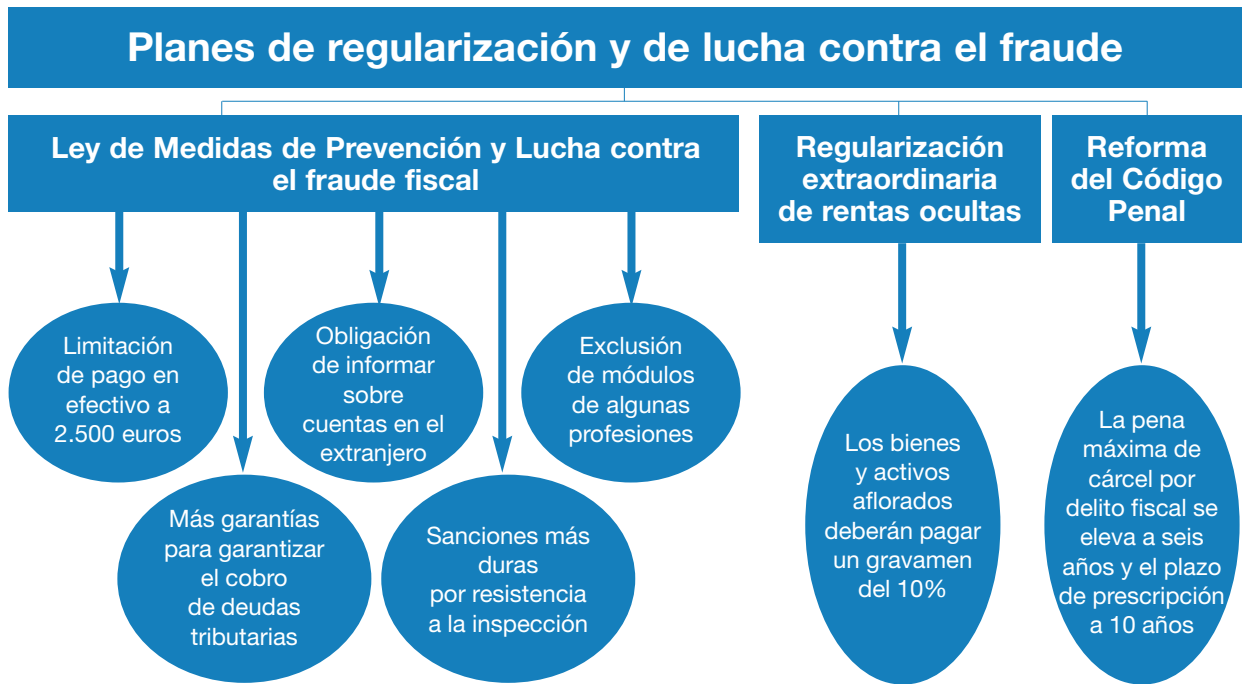 Planes de regularización y de lucha contra el fraude
Ley de Medidas de Prevención y Lucha contra
el fraude fiscal
Regularización
extraordinaria
de rentas ocultas
Reforma
del Código
Penal
Limitación
de pago en
efectivo a
2.500 euros
Más garantías
para garantizar
el cobro
de deudas
tributarias
Obligación
de informar
sobre
cuentas en el
extranjero
Sanciones más
duras
por resistencia
a la inspección
Exclusión
de módulos
de algunas
profesiones
Los bienes
y activos
aflorados
deberán pagar
un gravamen
del 10%
La pena
máxima de
cárcel por
delito fiscal se
eleva a seis
años y el plazo
de prescripción
a 10 años